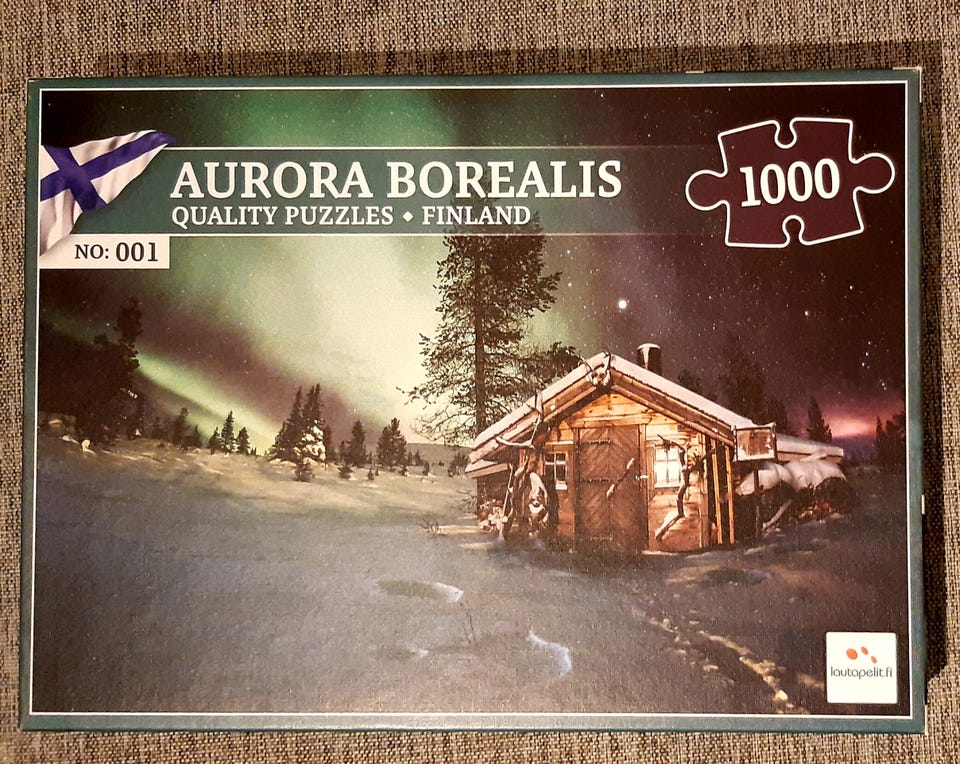 AURORA BOREALIS
QUALITY PUZZLES • FINLAND
1000
NO: 001
lautapelit.fi